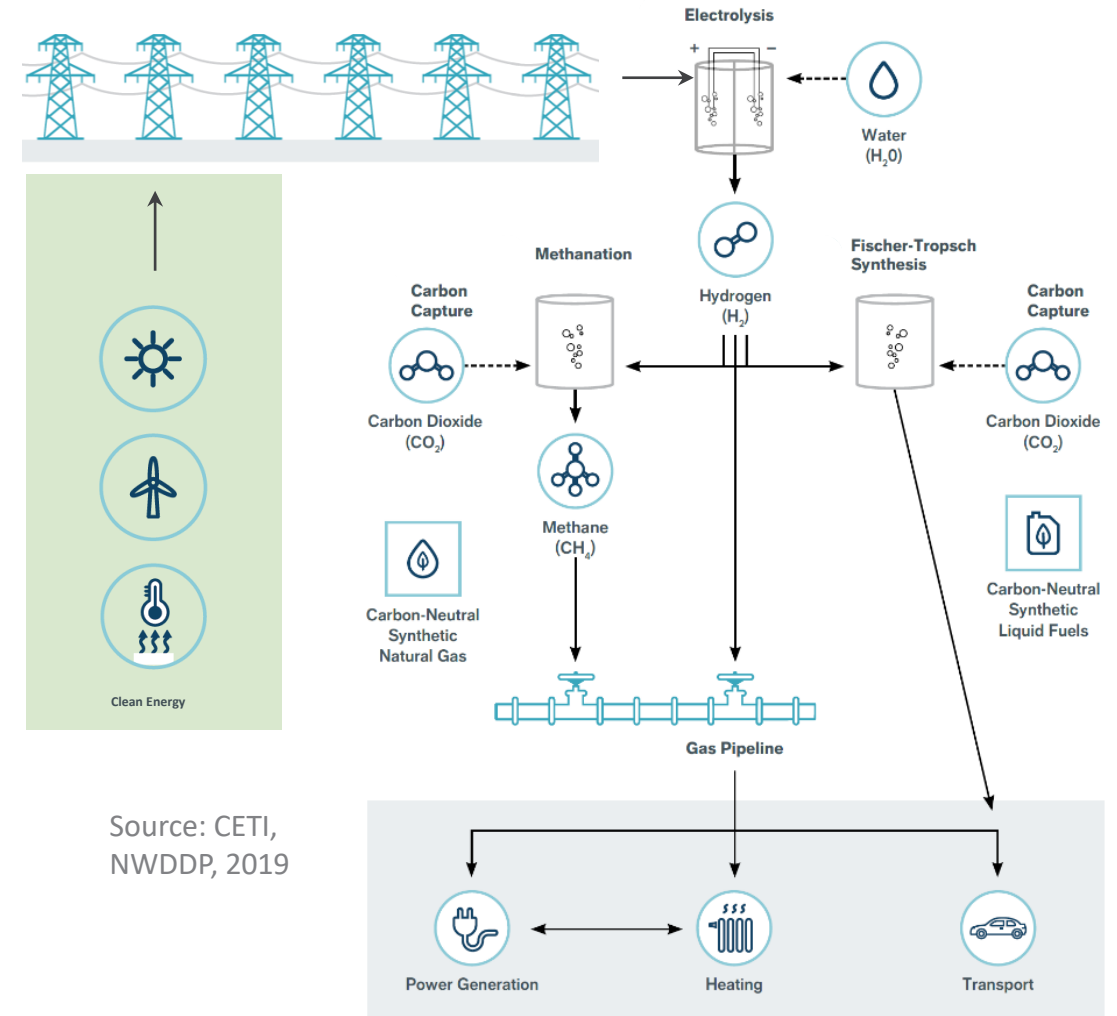 Electrolysis
+
−
Water
(H₂0)
Hydrogen
(H₂)
Methanation
Fischer-Tropsch
Synthesis
Carbon
Capture
Carbon Dioxide
(CO₂)
Carbon
Capture
Carbon Dioxide
(CO₂)
Methane
(CH₄)
Carbon-Neutral
Synthetic
Natural Gas
Carbon-Neutral
Synthetic
Liquid Fuels
Clean Energy
Gas Pipeline
Source: CETI,
NWDDP, 2019
Power Generation
Heating
Transport